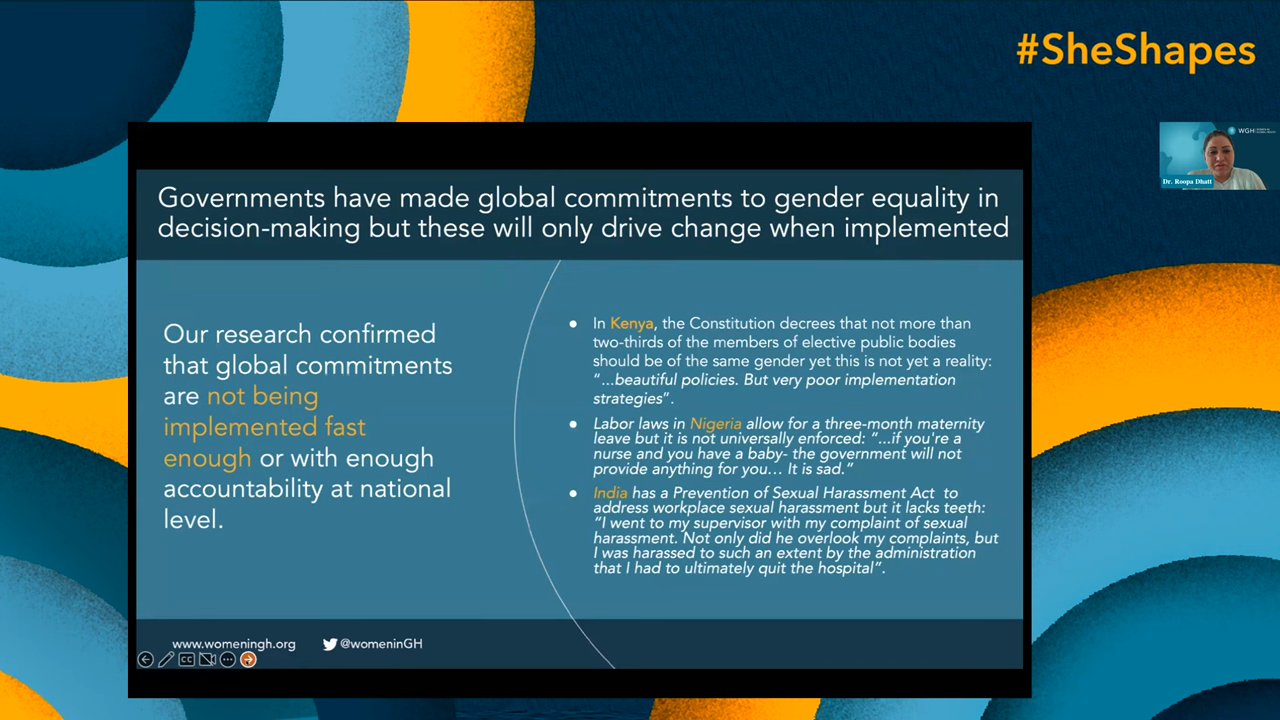 #SheShapes
WGH
Dr. Roopa Dhatt
Governments have made global commitments to gender equality in
decision-making but these will only drive change when implemented
Our research confirmed
that global commitments
are not being
implemented fast
enough or with enough
accountability at national
level.
● In Kenya, the Constitution decrees that not more than
two-thirds of the members of elective public bodies
should be of the same gender yet this is not yet a reality:
"...beautiful policies. But very poor implementation
strategies".
● Labor laws in Nigeria allow for a three-month maternity
leave but it is not universally enforced: "...if you're a
nurse and you have a baby- the government will not
provide anything for you... It is sad."
● India has a Prevention of Sexual Harassment Act to
address workplace sexual harassment but it lacks teeth:
"I went to my supervisor with my complaint of sexual
harassment. Not only did he overlook my complaints, but
I was harassed to such an extent by the administration
that I had to ultimately quit the hospital".
www.womeningh.org
@womeninGH
CC